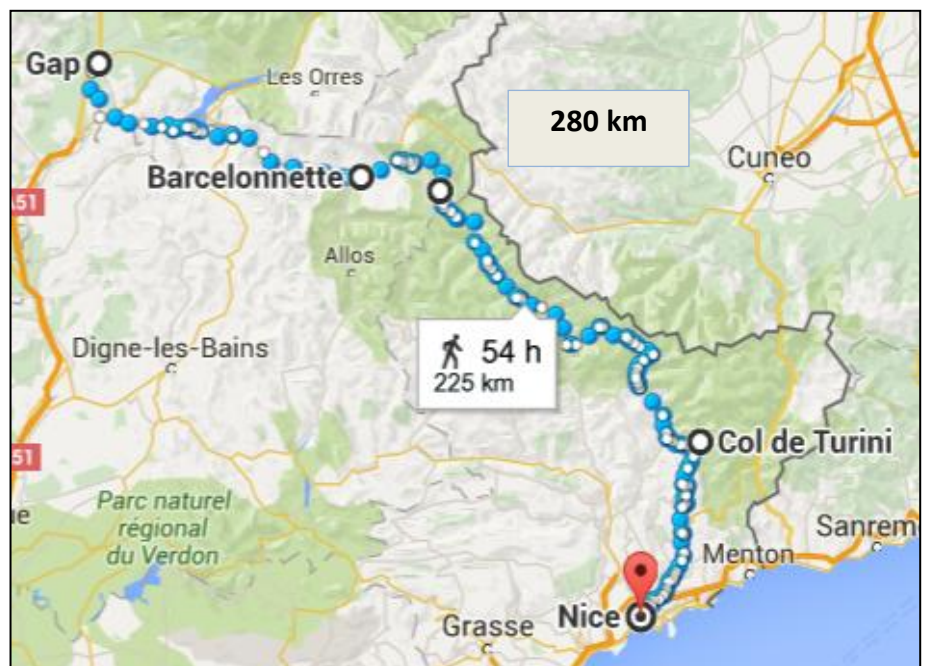 Gap
Les Orres
280 km
Cuneo
Barcelonnette
51
Allos
Digne-les-Bains
54 h
225 km
Col de Turini
51
Parc naturel
régional
du Verdon
ue
Sanrem
Menton
Nice
Grasse